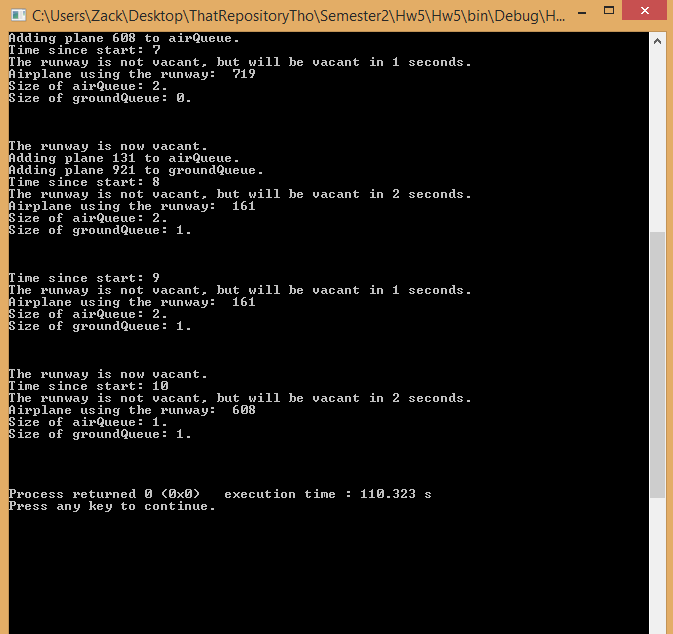 C:\Users\Zack\Desktop\ThatRepositoryTho\Semester2\Hw5\Hw5\bin\Debug\H...
Adding plane 608 to airQueue.
Time since start: 7
The runway is not vacant, but will be vacant in 1 seconds.
Airplane using the runway:  719
Size of airQueue: 2.
Size of groundQueue: 0.
The runway is now vacant.
Adding plane 131 to airQueue.
Adding plane 921 to groundQueue.
Time since start: 8
The runway is not vacant, but will be vacant in 2 seconds.
Airplane using the runway:  161
Size of airQueue: 2.
Size of groundQueue: 1.
Time since start: 9
The runway is not vacant, but will be vacant in 1 seconds.
Airplane using the runway:  161
Size of airQueue: 2.
Size of groundQueue: 1.
The runway is now vacant.
Time since start: 10
The runway is not vacant, but will be vacant in 2 seconds.
Airplane using the runway:  608
Size of airQueue: 1.
Size of groundQueue: 1.
Process returned 0 (0x0)   execution time : 110.323 s
Press any key to continue.